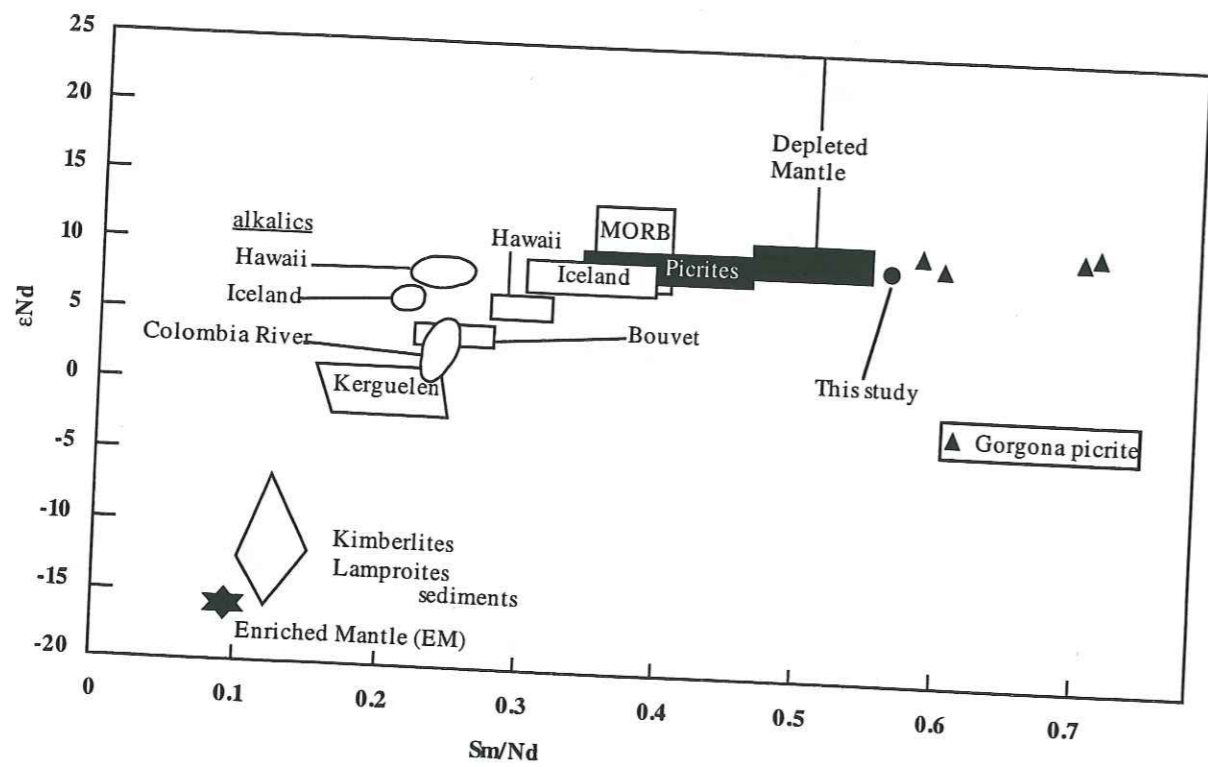 25
20
15
10
5
0
-5
-10
-15
-20
εNd
0
0.1
0.2
0.3
0.4
0.5
0.6
0.7
Sm/Nd
Depleted
Mantle
alkalics
Hawaii
Iceland
Colombia River
Kerguelen
Hawaii
MORB
Iceland
Picrites
Bouvet
This study
Gorgona picrite
Kimberlites
Lamproites
sediments
Enriched Mantle (EM)